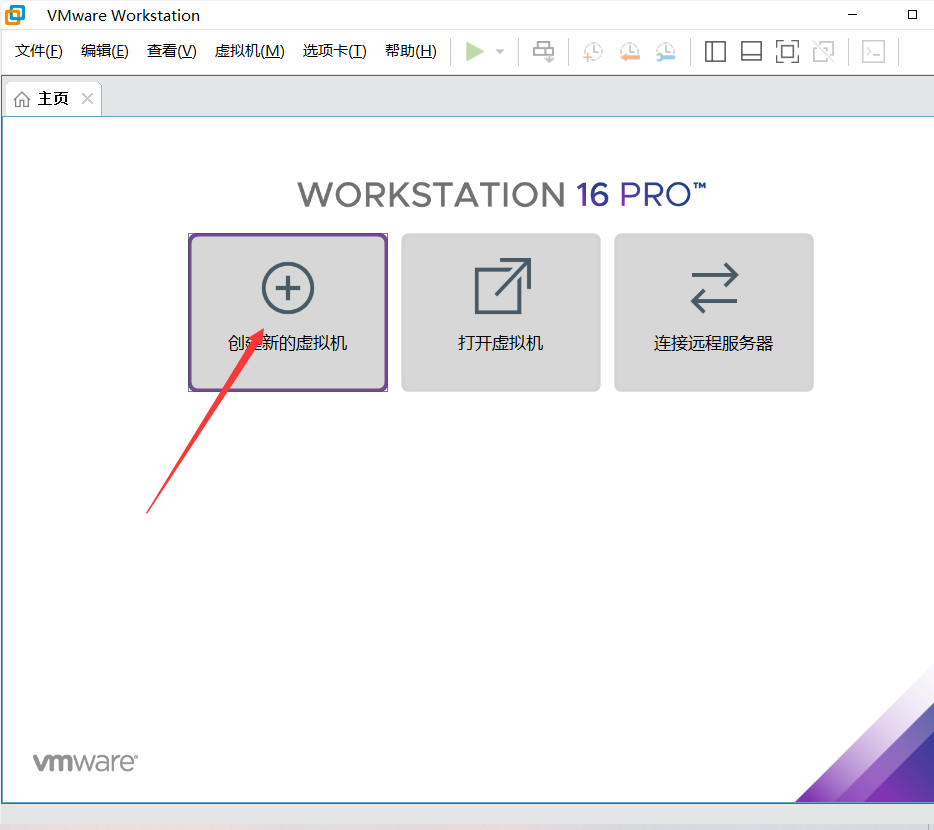 VMware Workstation
文件(F) 编辑(E) 查看(V) 虚拟机(M) 选项卡(T) 帮助(H)
主页
WORKSTATION 16 PRO™
创建新的虚拟机 打开虚拟机 连接远程服务器
vmware®